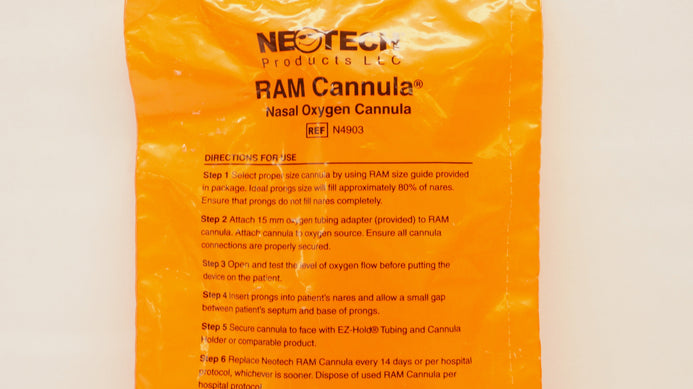 NEOTECH
Products LLC
RAM Cannula®
Nasal Oxygen Cannula
REF N4903
DIRECTIONS FOR USE
Step 1 Select proper size cannula by using RAM size guide provided
in package. Ideal prongs size will fill approximately 80% of nares.
Ensure that prongs do not fill nares completely.
Step 2 Attach 15 mm oxygen tubing adapter (provided) to RAM
cannula. Attach cannula to oxygen source. Ensure all cannula
connections are properly secured.
Step 3 Open and test the level of oxygen flow before putting the
device on the patient.
Step 4 Insert prongs into patient's nares and allow a small gap
between patient's septum and base of prongs.
Step 5 Secure cannula to face with EZ-Hold® Tubing and Cannula
Holder or comparable product.
Step 6 Replace Neotech RAM Cannula every 14 days or per hospital
protocol, whichever is sooner. Dispose of used RAM Cannula per
hospital protocol.